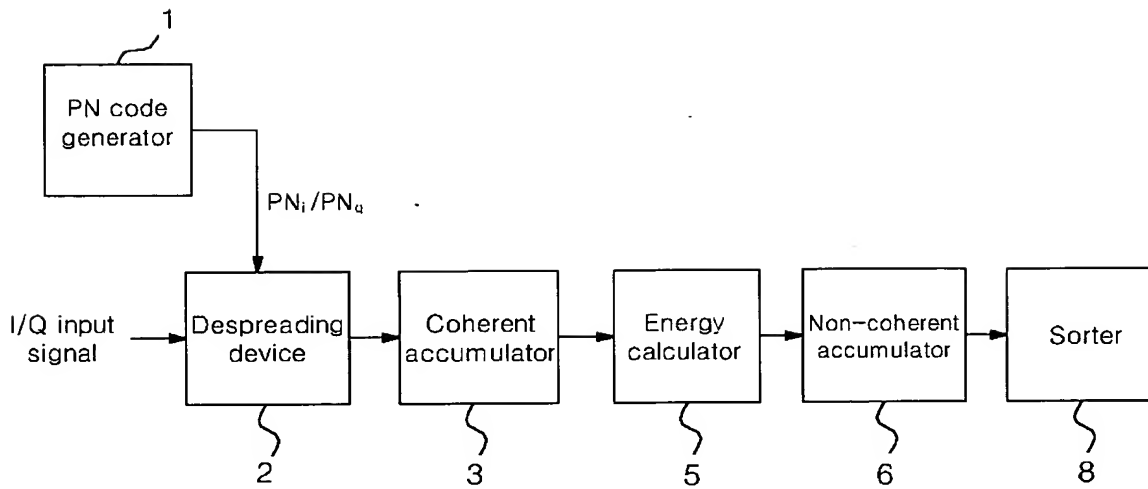 1
PN code
generator
PNi/PNq
I/Q input
signal
Despreading
device
Coherent
accumulator
Energy
calculator
Non-coherent
accumulator
Sorter
2
3
5
6
8